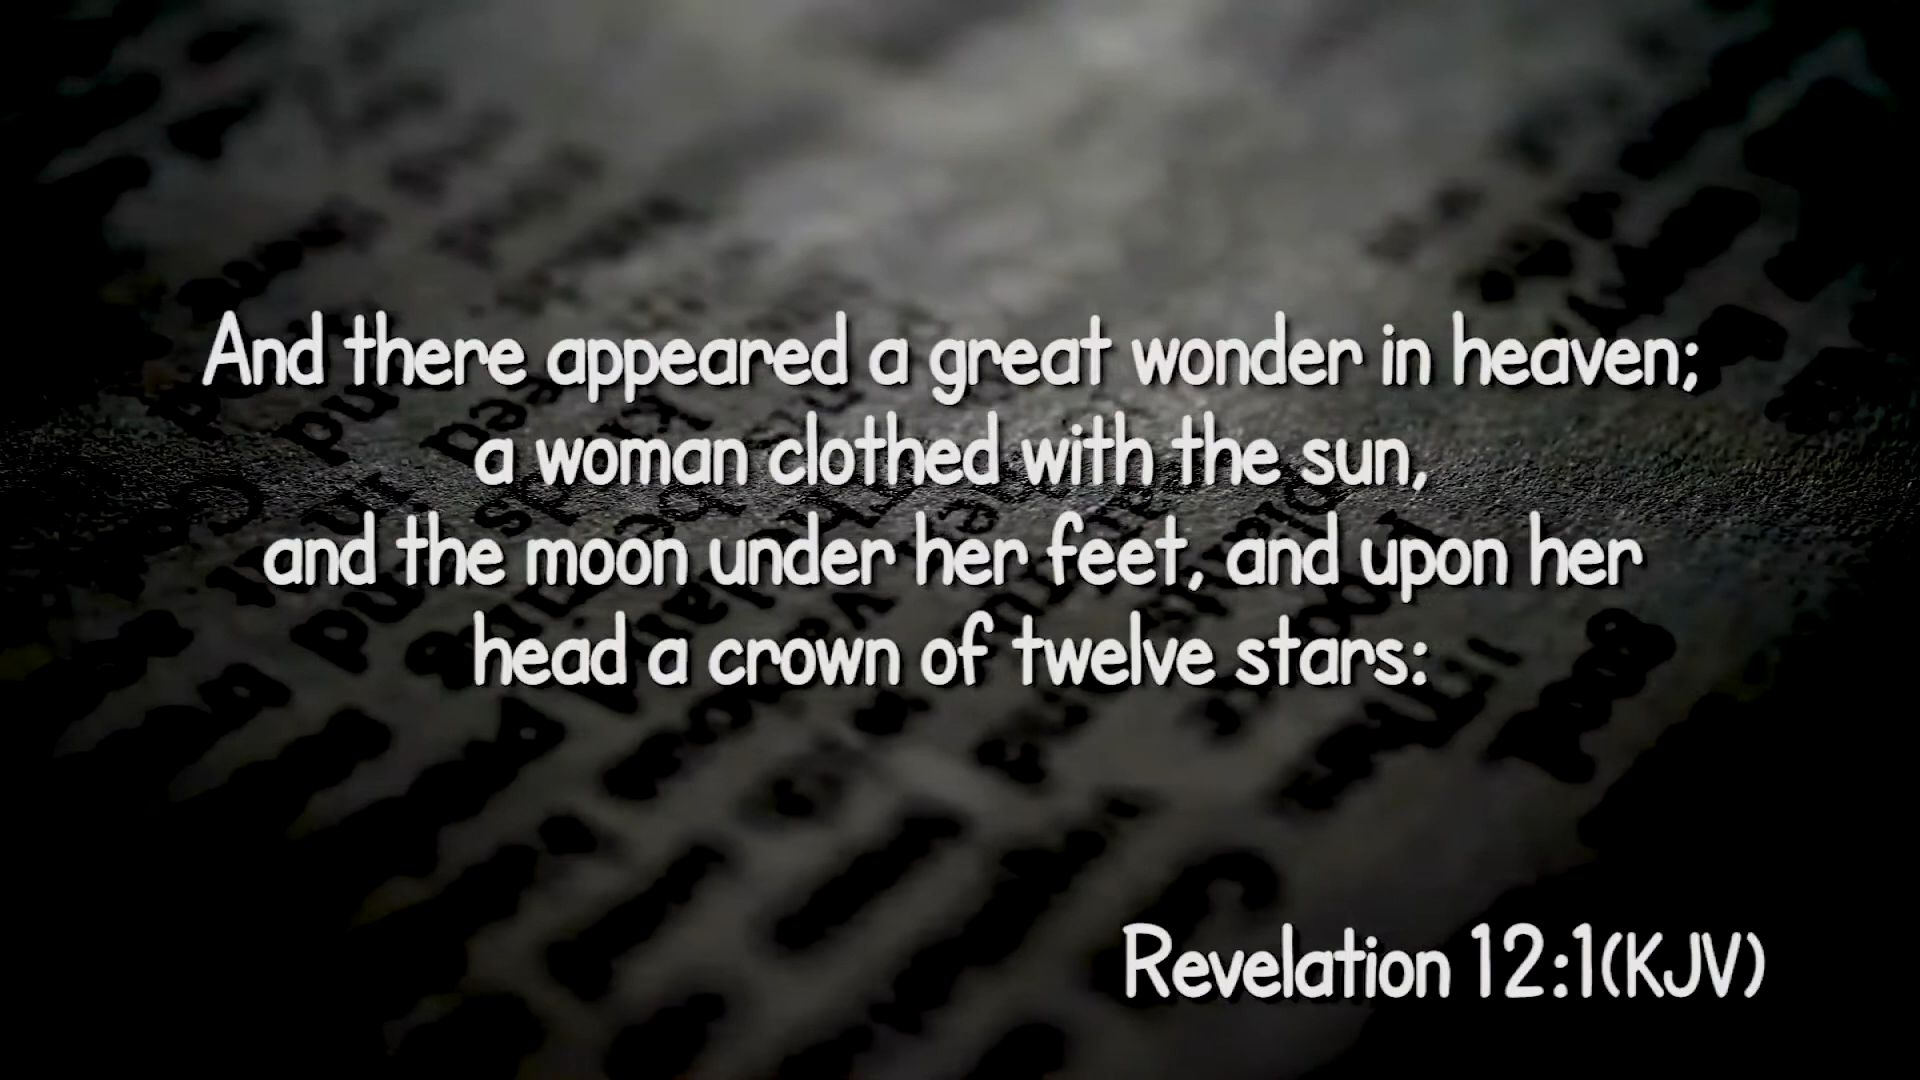 And there appeared a great wonder in heaven;
a woman clothed with the sun,
and the moon under her feet, and upon her
head a crown of twelve stars:
Revelation 12:1(KJV)